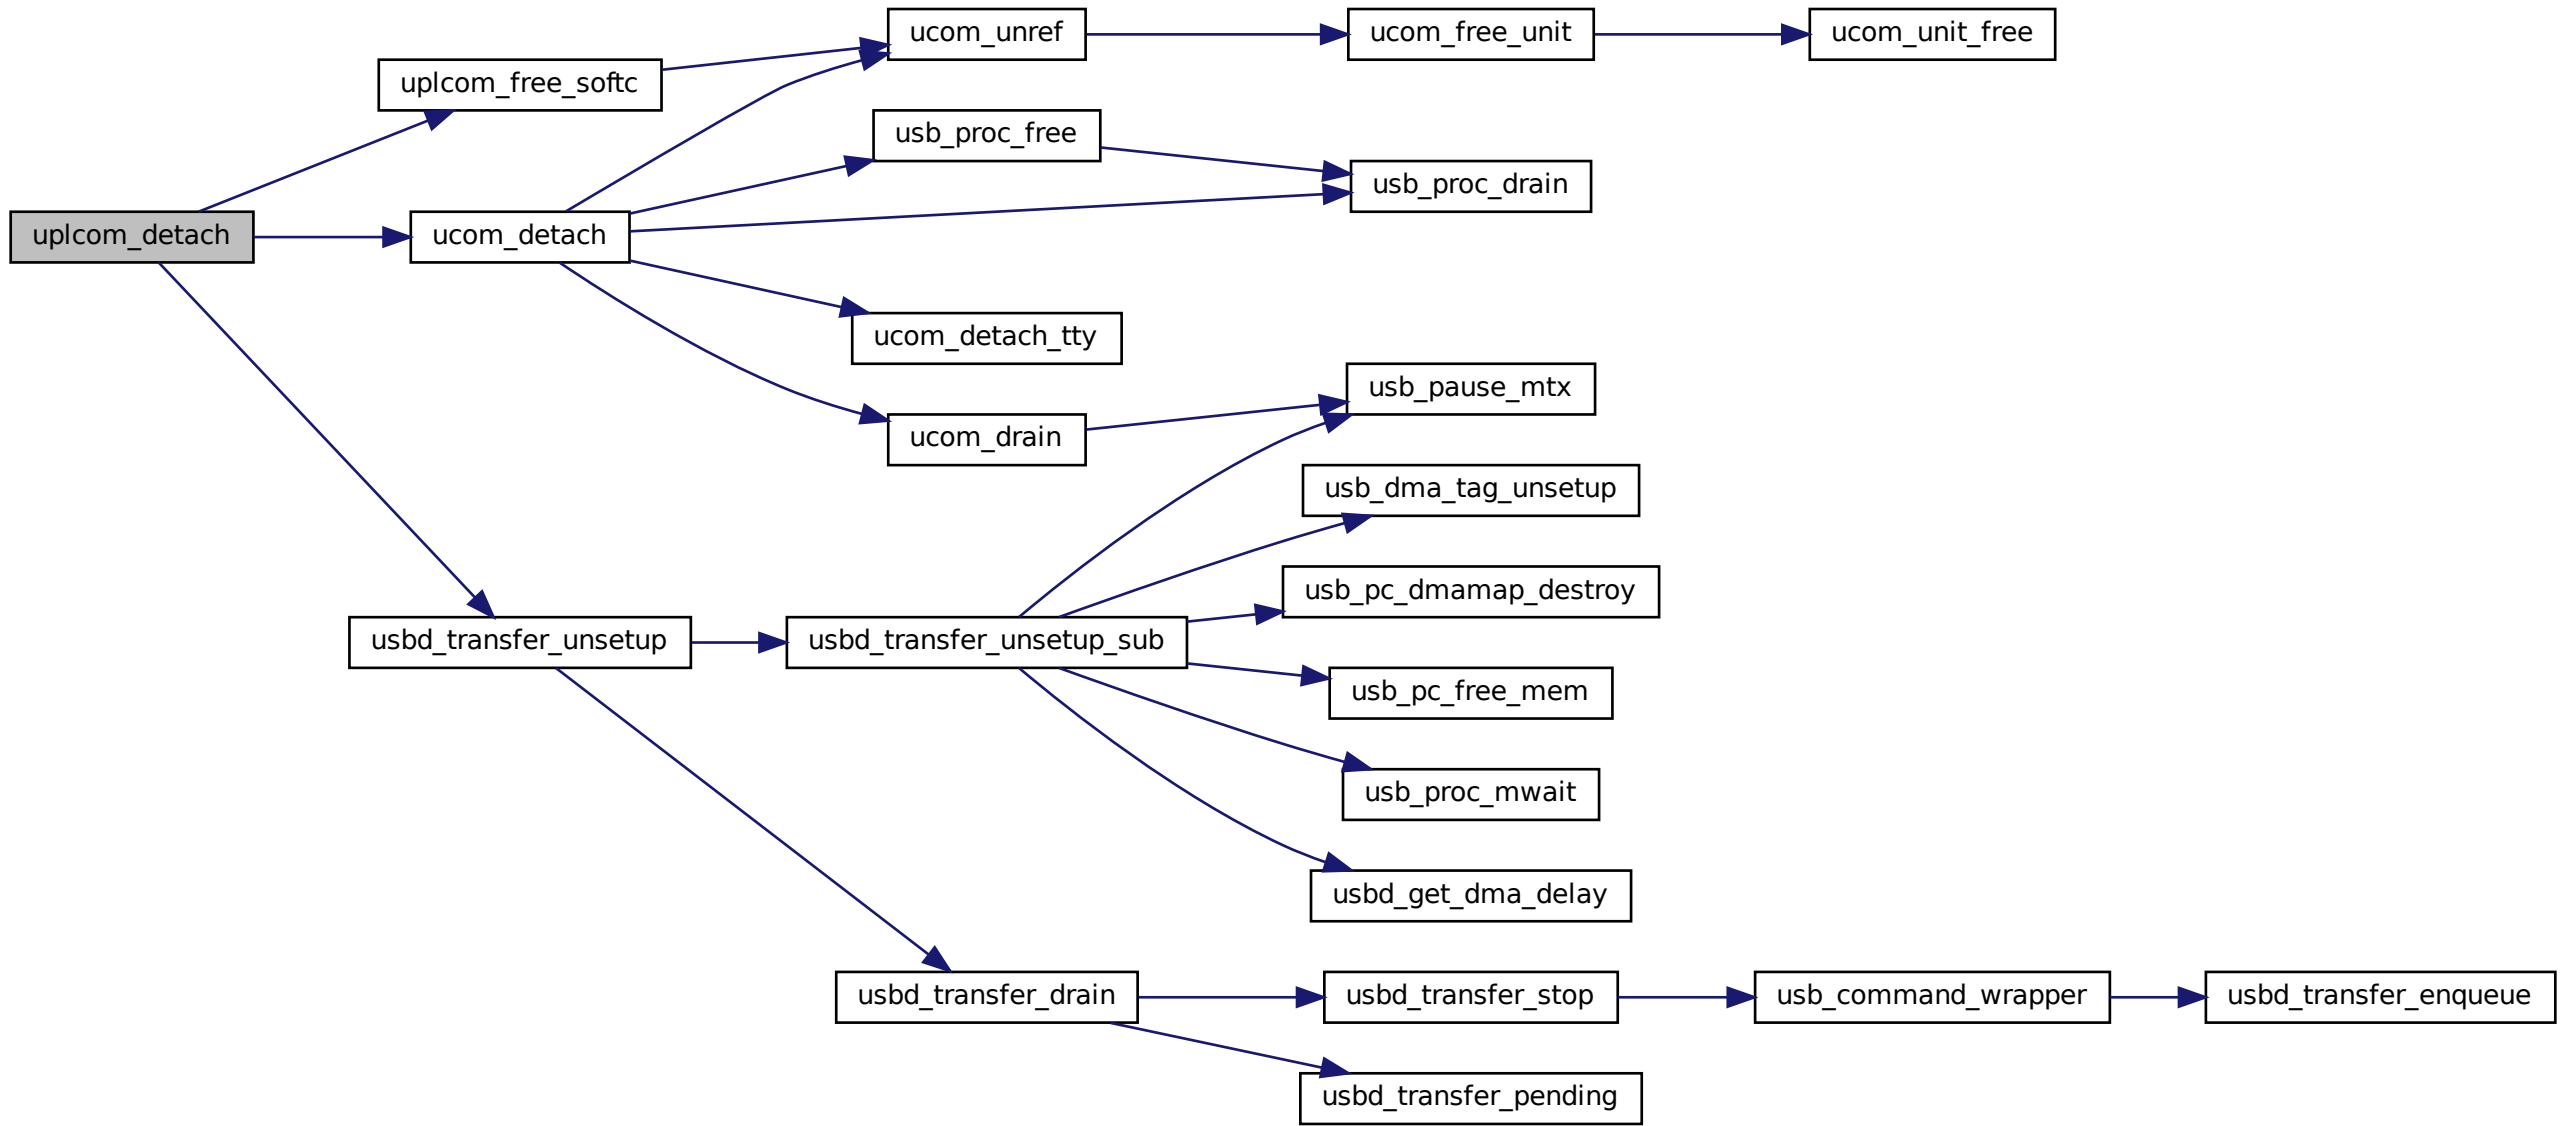 ucom_unref
ucom_free_unit
ucom_unit_free
uplcom_free_softc
usb_proc_free
usb_proc_drain
uplcom_detach
ucom_detach
ucom_detach_tty
usb_pause_mtx
ucom_drain
usb_dma_tag_unsetup
usb_pc_dmamap_destroy
usbd_transfer_unsetup
usbd_transfer_unsetup_sub
usb_pc_free_mem
usb_proc_mwait
usbd_get_dma_delay
usbd_transfer_drain
usbd_transfer_stop
usb_command_wrapper
usbd_transfer_enqueue
usbd_transfer_pending